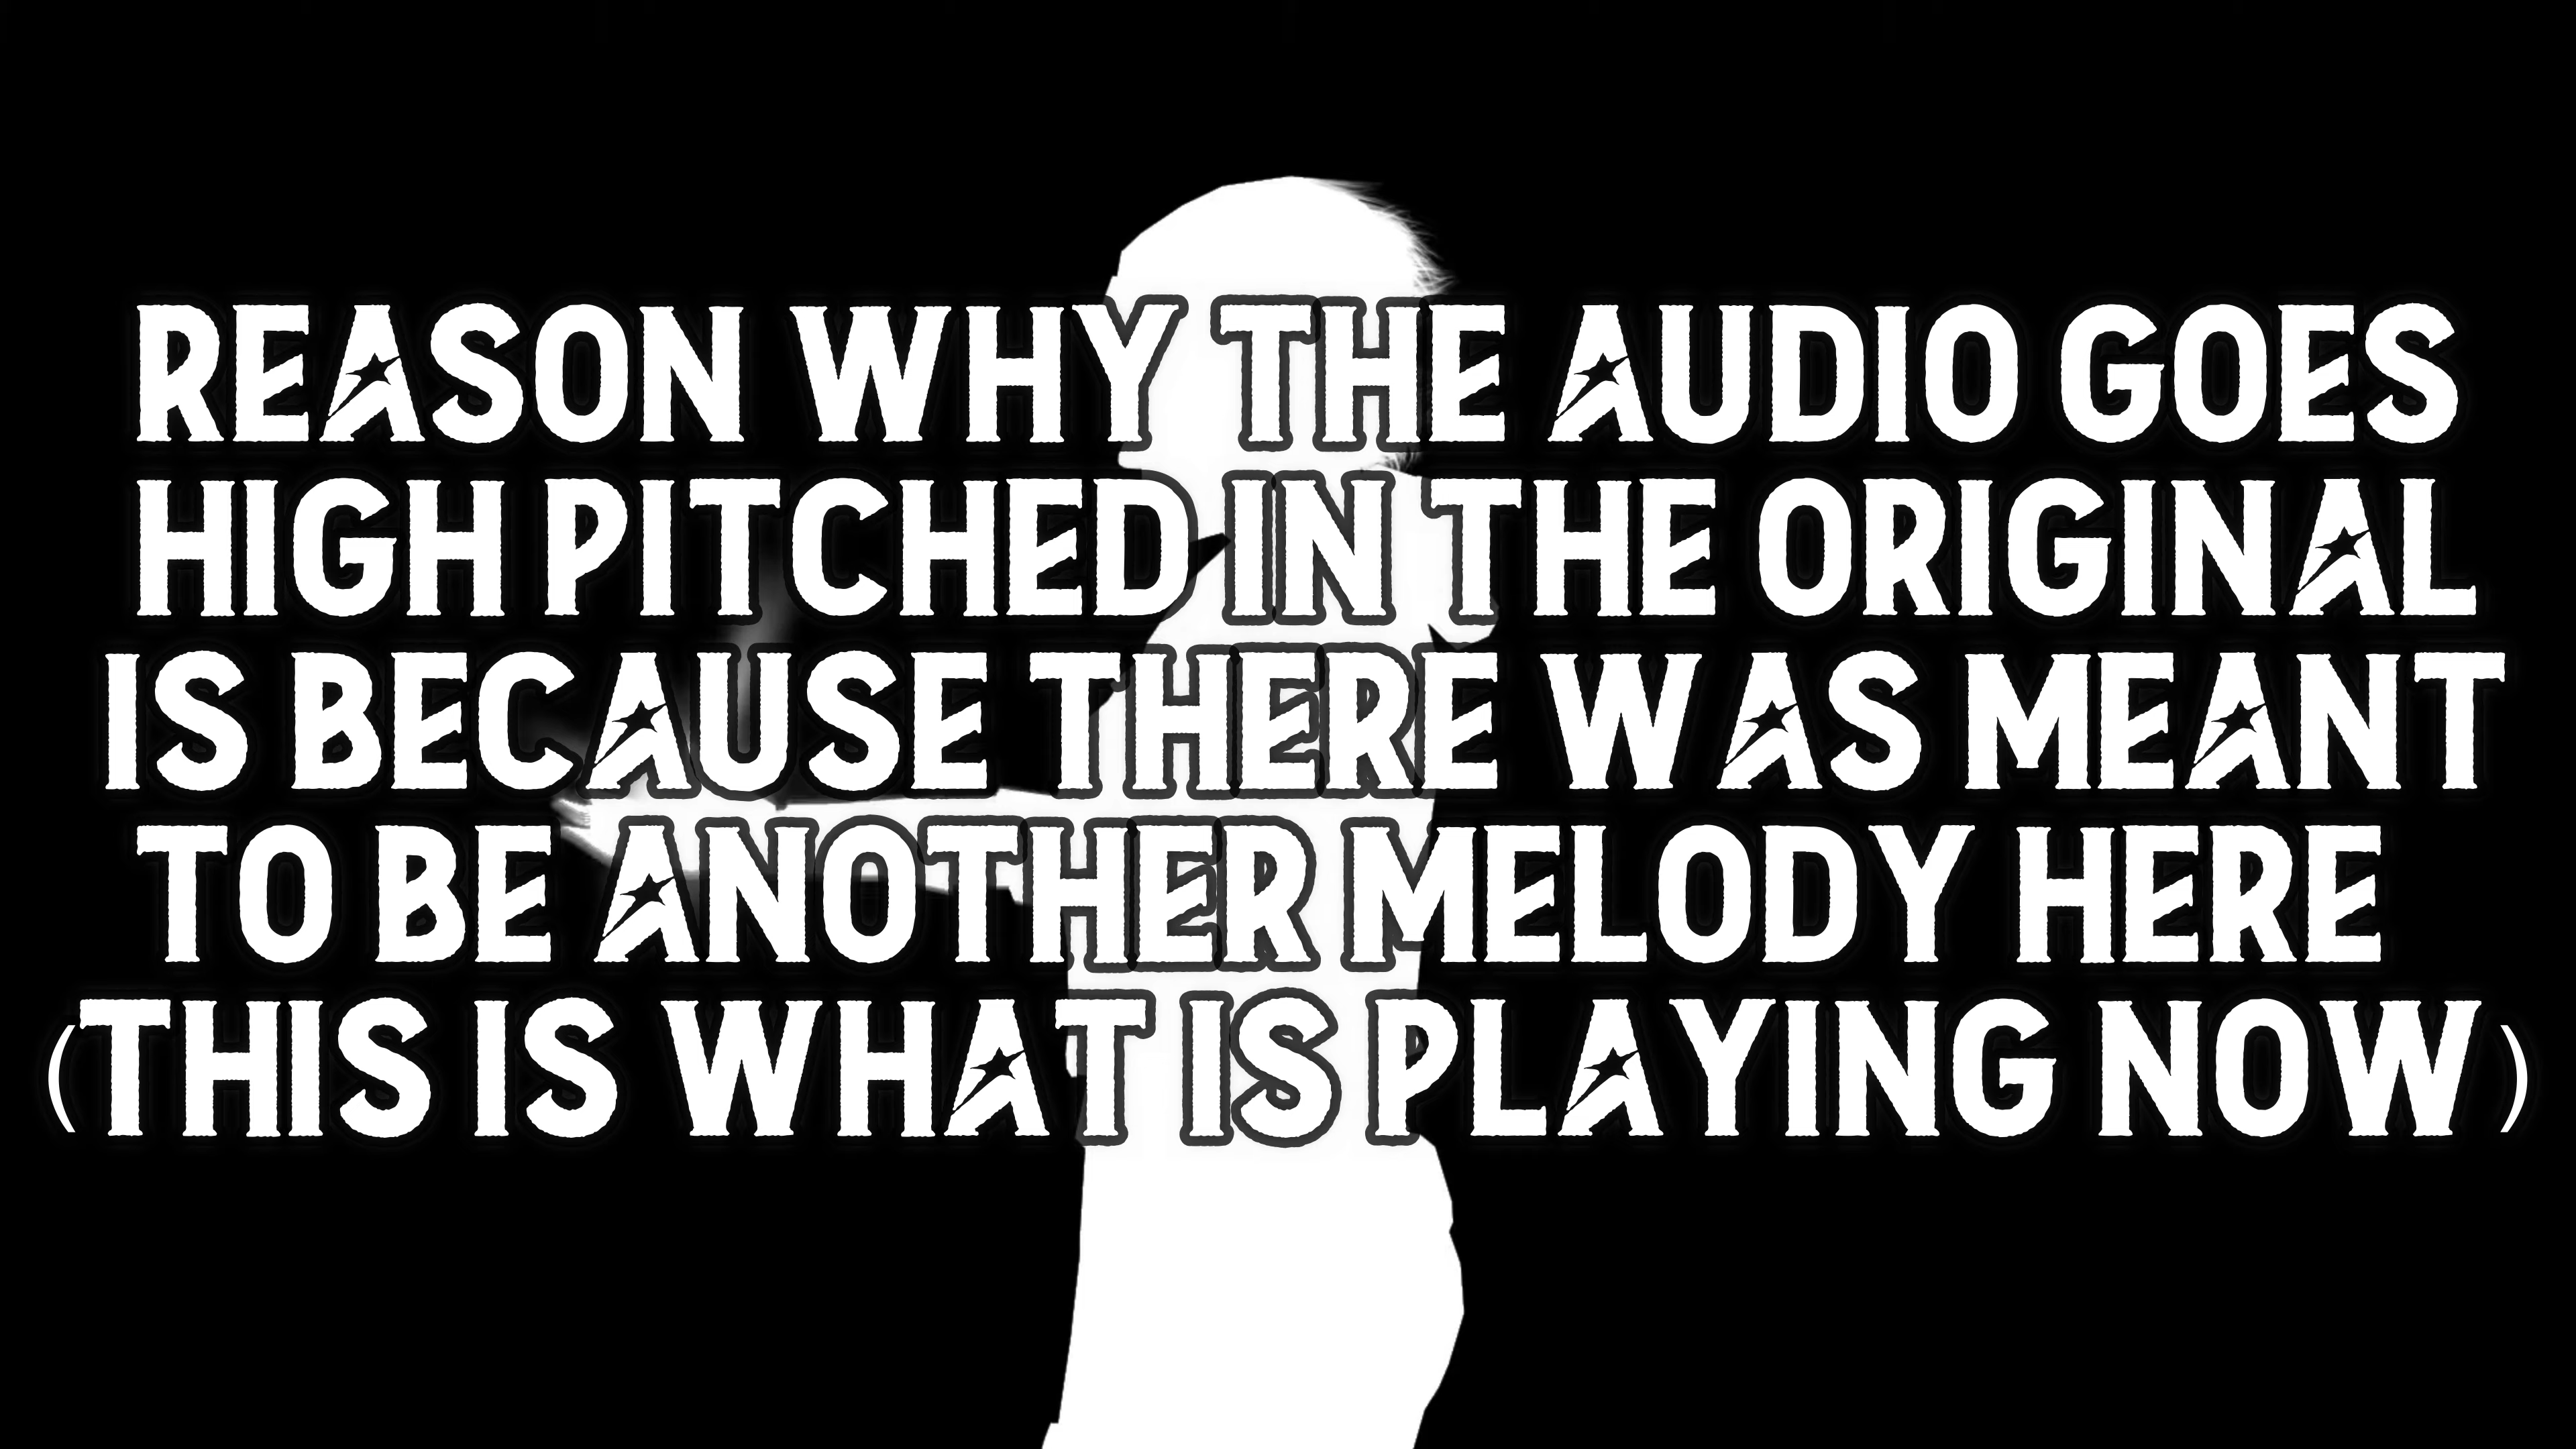 REASON WHY THE AUDIO GOES
HIGH PITCHED IN THE ORIGINAL
IS BECAUSE THERE WAS MEANT
TO BE ANOTHER MELODY HERE
(THIS IS WHAT IS PLAYING NOW)